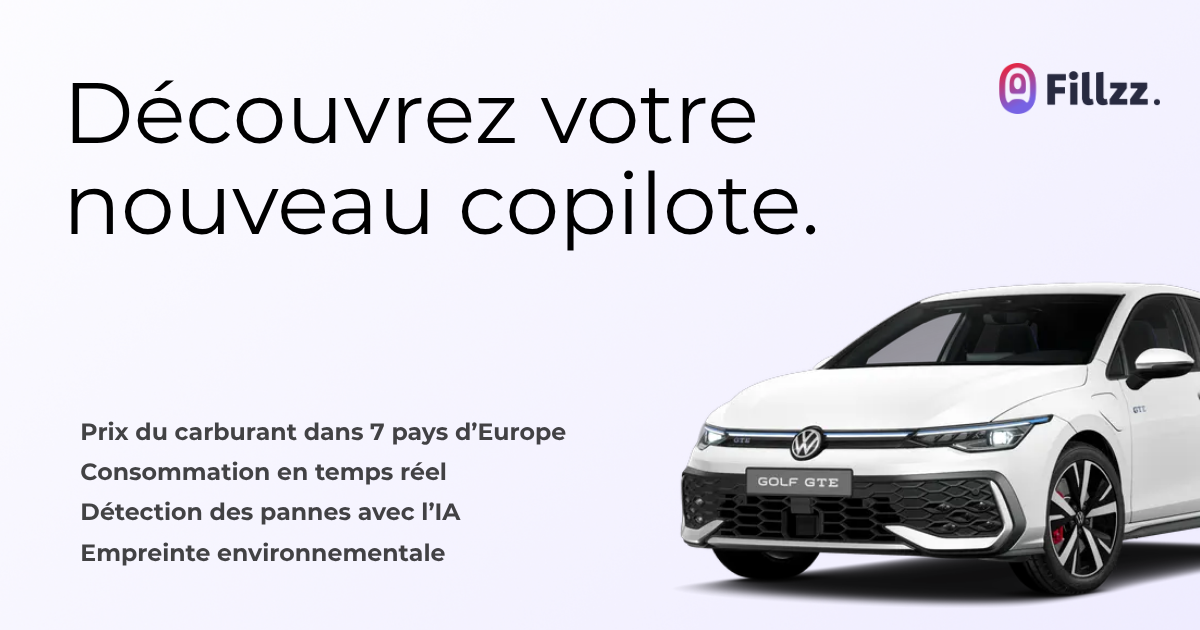 Découvrez votre
nouveau copilote.
Fillzz.
Prix du carburant dans 7 pays d’Europe
Consommation en temps réel
Détection des pannes avec l’IA
Empreinte environnementale
GTE
GTE
GOLF GTE